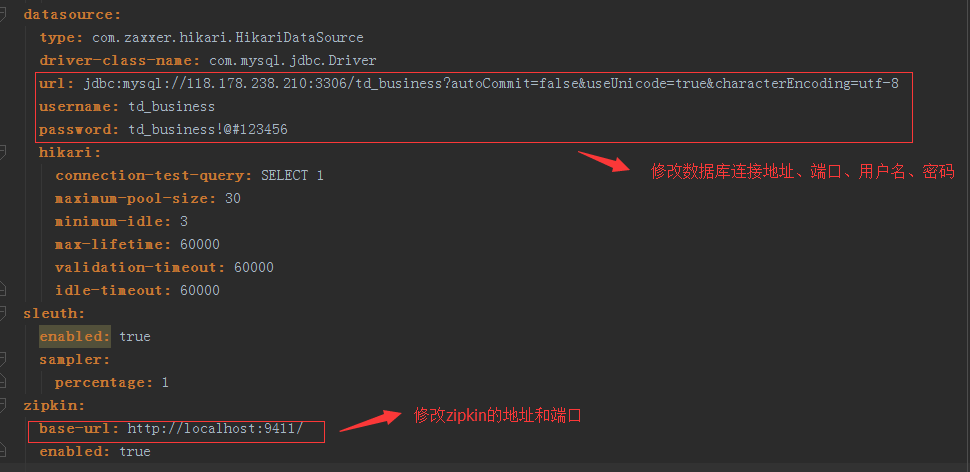 datasource:
type: com.zaxxer.hikari.HikariDataSource
driver-class-name: com.mysql.jdbc.Driver
url: jdbc:mysql://118.178.238.210:3306/td_business?autoCommit=false&useUnicode=true&characterEncoding=utf-8
username: td_business
password: td_business!@#123456
hikari:
修改数据库连接地址、端口、用户名、密码
connection-test-query: SELECT 1
maximum-pool-size: 30
minimum-idle: 3
max-lifetime: 60000
validation-timeout: 60000
idle-timeout: 60000
sleuth:
enabled: true
sampler:
percentage: 1
zipkin:
修改zipkin的地址和端口
base-url: http://localhost:9411/
enabled: true